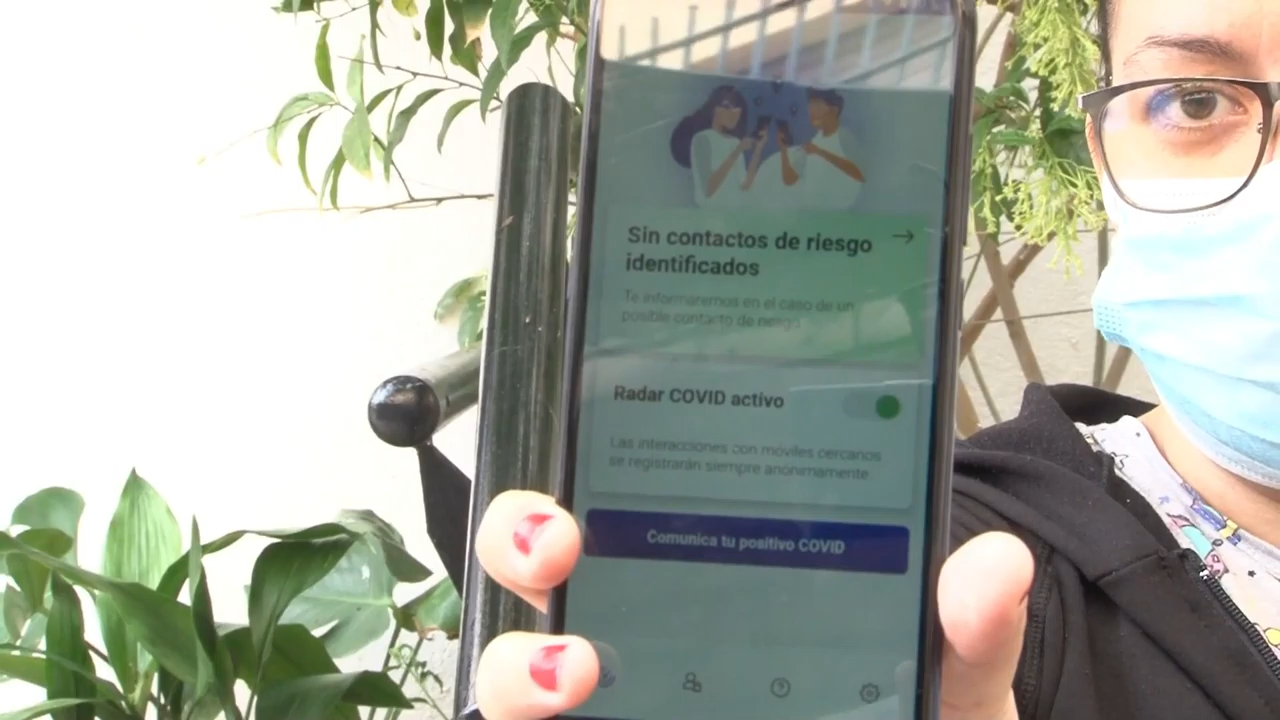 Sin contactos de riesgo
identificados
Te informaremos en el caso de un
posible contacto de riesgo
Radar COVID activo
Las interacciones con móviles cercanos
se registrarán siempre anónimamente
Comunica tu positivo COVID